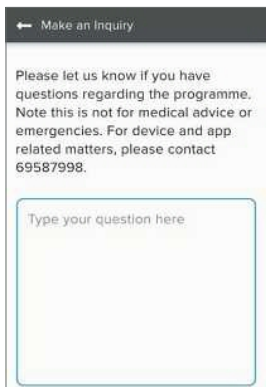 Make an Inquiry
Please let us know if you have
questions regarding the programme.
Note this is not for medical advice or
emergencies. For device and app
related matters, please contact
69587998.
Type your question here